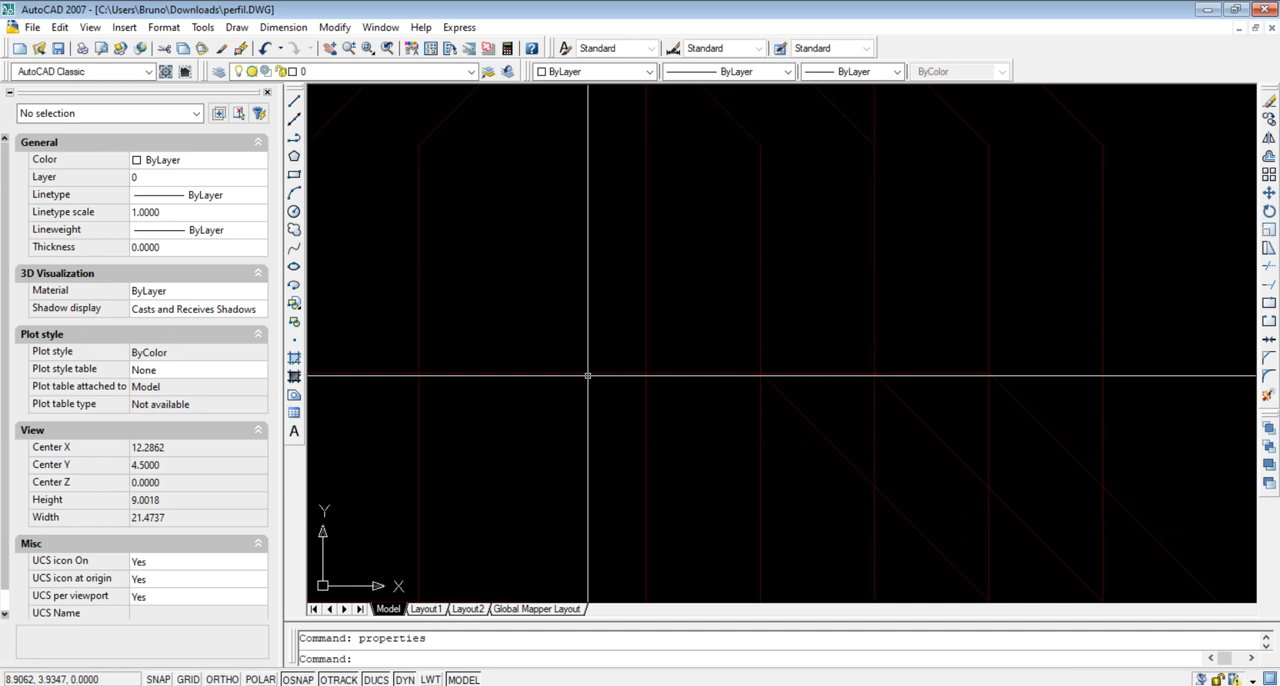 AutoCAD 2007 - [C:\Users\Bruno\Downloads\perfil.DWG]
File Edit View Insert Format Tools Draw Dimension Modify Window Help Express
Standard Standard Standard
AutoCAD Classic 0 ByLayer ByLayer ByLayer ByColor
No selection
General
Color ByLayer
Layer 0
Linetype ByLayer
Linetype scale 1.0000
Lineweight ByLayer
Thickness 0.0000
3D Visualization
Material ByLayer
Shadow display Casts and Receives Shadows
Plot style
Plot style ByColor
Plot style table None
Plot table attached to Model
Plot table type Not available
View
Center X 12.2862
Center Y 4.5000
Center Z 0.0000
Height 9.0018
Width 21.4737
Misc
UCS icon On Yes
UCS icon at origin Yes
UCS per viewport Yes
UCS Name
A
Y
X
Model Layout1 Layout2 Global Mapper Layout
Command: properties
Command:
8.9062, 3.9347, 0.0000 SNAP GRID ORTHO POLAR OSNAP OTRACK DUCS DYN LWT MODEL